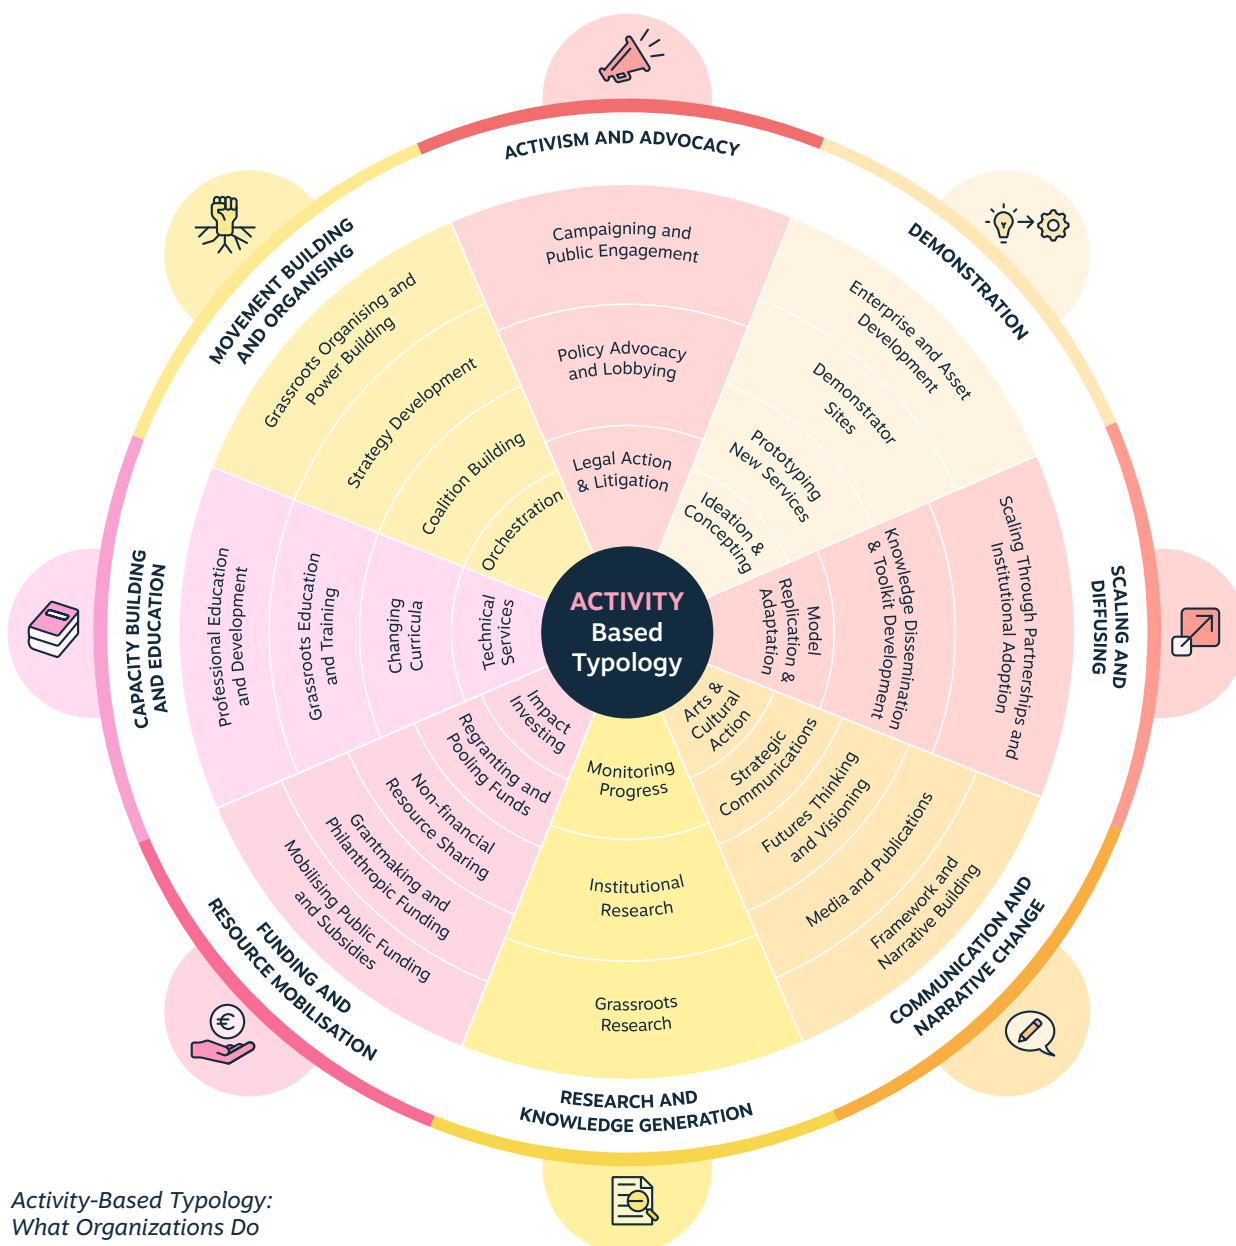 ACTIVITY
Based
Typology
ACTIVISM AND ADVOCACY
Campaigning and
Public Engagement
Policy Advocacy
and Lobbying
Legal Action
& Litigation
DEMONSTRATION
Enterprise and Asset
Development
Demonstrator
Sites
Prototyping
New Services
Ideation &
Concepting
SCALING AND
DIFFUSING
Scaling Through Partnerships and
Institutional Adoption
Knowledge Dissemination
& Toolkit Development
Model
Replication &
Adaptation
COMMUNICATION AND
NARRATIVE CHANGE
Framework and
Narrative Building
Media and Publications
Futures Thinking
and Visioning
Strategic
Communications
Arts &
Cultural
Action
RESEARCH AND
KNOWLEDGE GENERATION
Monitoring
Progress
Institutional
Research
Grassroots
Research
FUNDING AND
RESOURCE MOBILISATION
Mobilising Public Funding
and Subsidies
Grantmaking and
Philanthropic Funding
Non-financial
Resource Sharing
Regranting and
Pooling Funds
Impact
Investing
€
CAPACITY BUILDING
AND EDUCATION
Professional Education
and Development
Grassroots Education
and Training
Changing
Curricula
Technical
Services
MOVEMENT BUILDING
AND ORGANISING
Grassroots Organising and
Power Building
Strategy Development
Coalition Building
Orchestration
Activity-Based Typology:
What Organizations Do